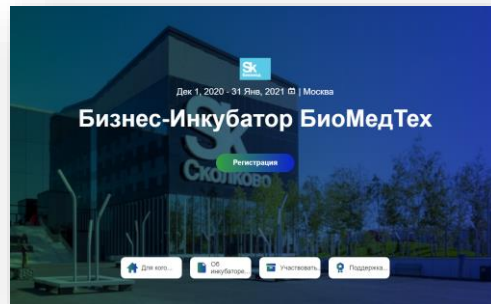 Sk
Дек 1, 2020 - 31 Янв, 2021 | Москва
Бизнес-Инкубатор БиоМедТех
Регистрация
Sk
Сколково
Для кого...
Об инкубаторе...
Участвовать...
Поддержка...